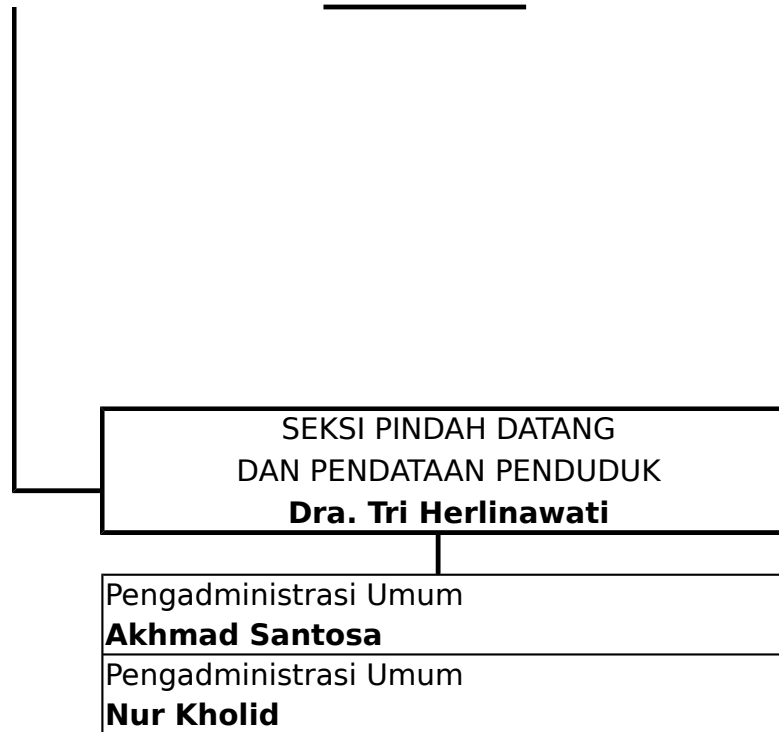 SEKSI PINDAH DATANG
DAN PENDATAAN PENDUDUK
Dra. Tri Herlinawati
Pengadministrasi Umum
Akhmad Santosa
Pengadministrasi Umum
Nur Kholid